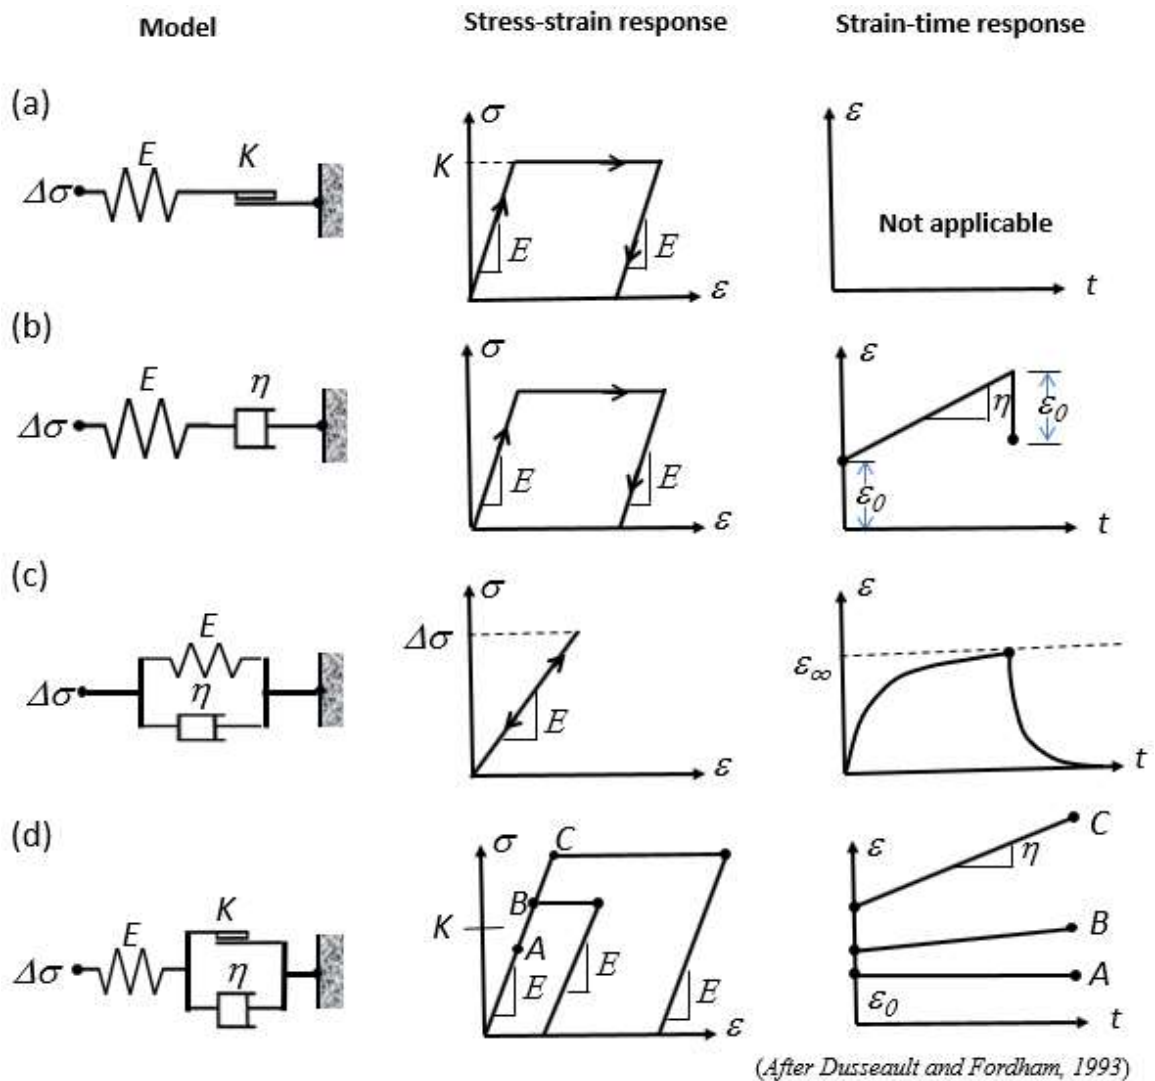 Model Stress-strain response Strain-time response
(a)
Δσ E K
σ K E E ε
ε Not applicable t
(b)
Δσ E η
σ E E ε
ε ε0 η ε0 t
(c)
Δσ E η
σ Δσ E ε
ε ε∞ t
(d)
Δσ E K η
σ C B K A E E E ε
ε C η B A ε0 t
(After Dusseault and Fordham, 1993)